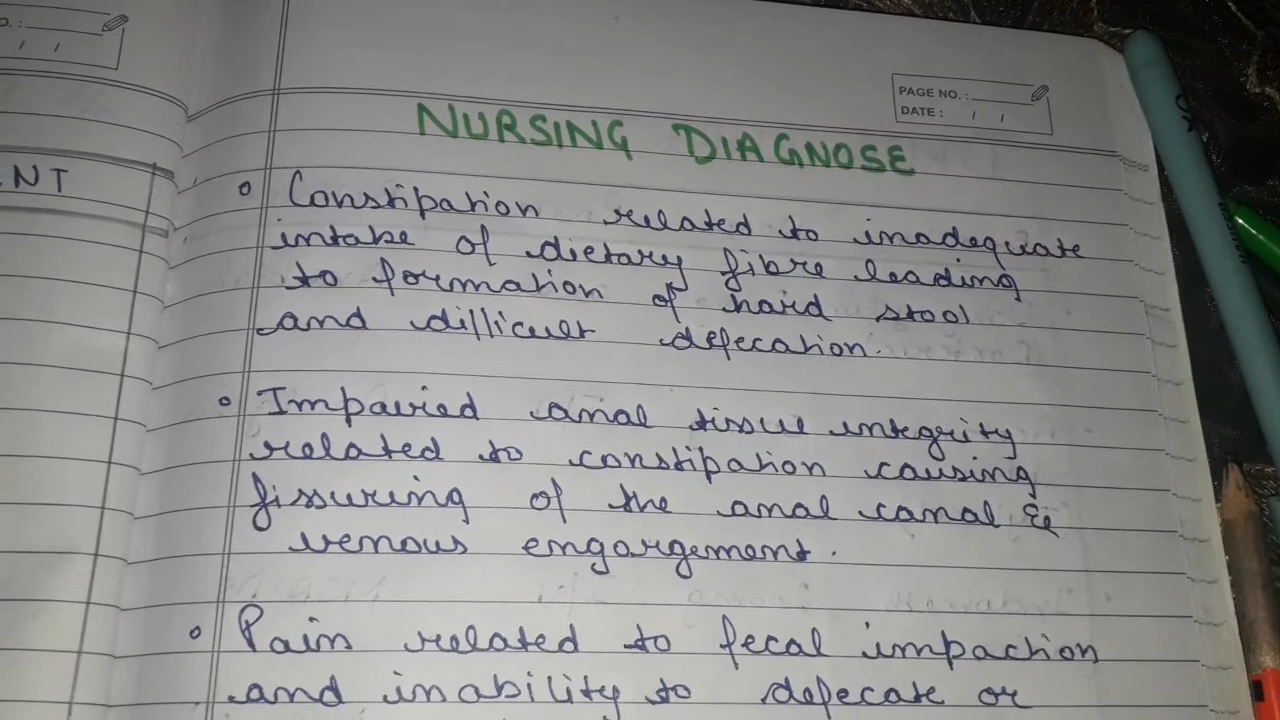 O. :
/ /
PAGE NO. :
DATE : / /
NURSING DIAGNOSE
ENT
Constipation related to inadequate
intake of dietary fibre leading
to formation of hard stool
and difficult defecation.
Impaired anal tissue integrity
related to constipation causing
fissuring of the anal canal &
venous engorgement.
Pain related to fecal impaction
and inability to defecate or